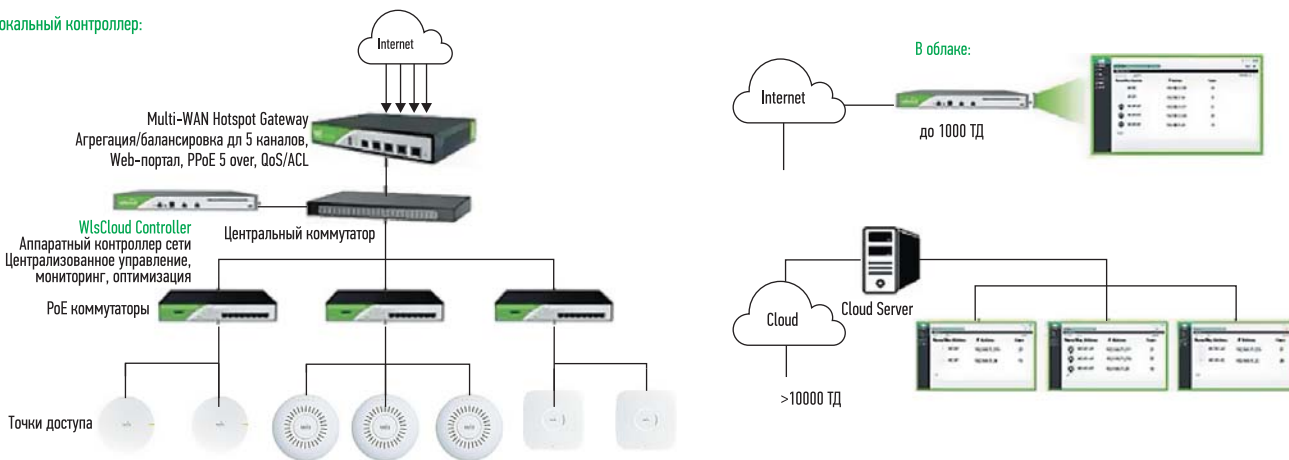 окальный контроллер:
Internet
Multi-WAN Hotspot Gateway
Агрегация/балансировка дл 5 каналов,
Web-портал, PPoE 5 over, QoS/ACL
WlsCloud Controller
Аппаратный контроллер сети
Централизованное управление,
мониторинг, оптимизация
Центральный коммутатор
PoE коммутаторы
Точки доступа
В облаке:
Internet
до 1000 ТД
Cloud Server
Cloud
>10000 ТД